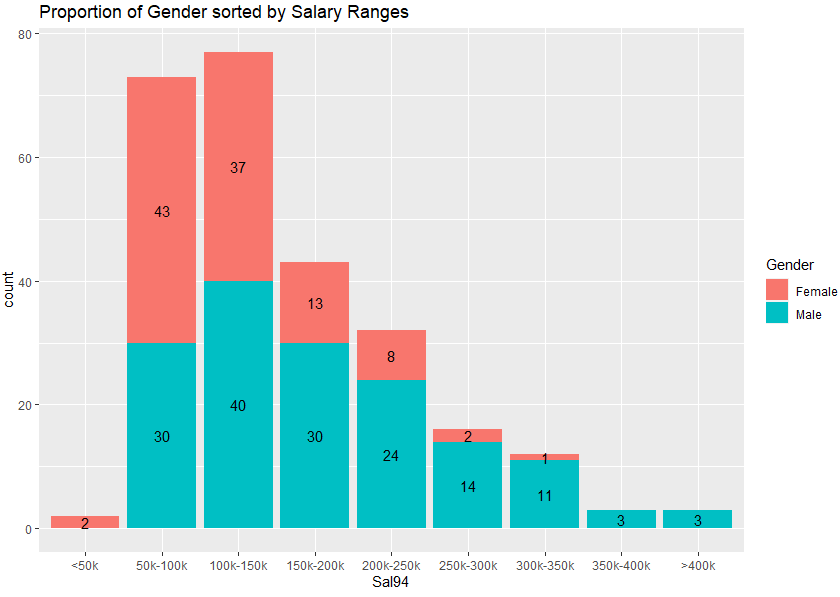 Proportion of Gender sorted by Salary Ranges
80
60
40
20
0
count
43
37
13
8
2
1
2
30
40
30
24
14
11
3
3
<50k
50k-100k
100k-150k
150k-200k
200k-250k
250k-300k
300k-350k
350k-400k
>400k
Sal94
Gender
Female
Male